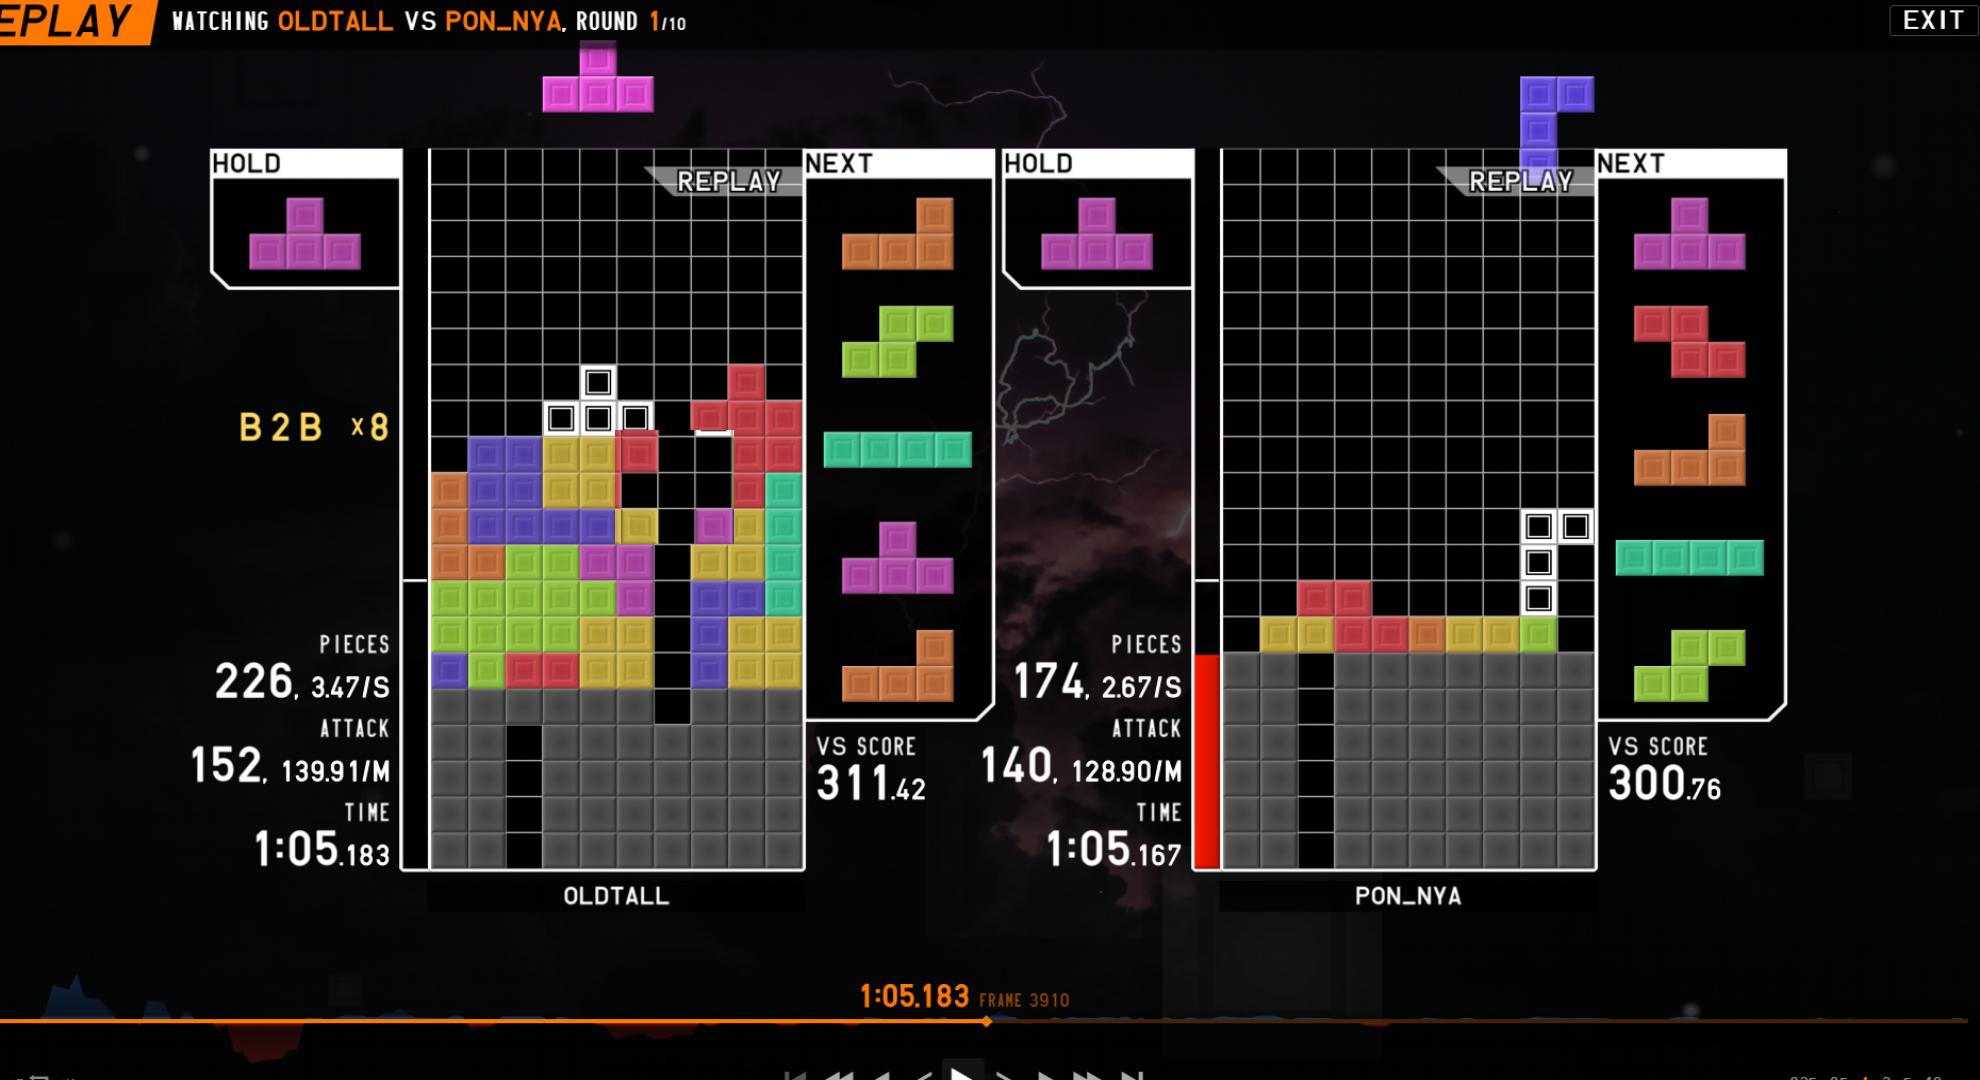 EPLAY WATCHING OLDTALL VS PON_NYA, ROUND 1/10 EXIT
HOLD
REPLAY
NEXT
B2B x8
PIECES
226, 3.47/S
ATTACK
152, 139.91/M
TIME
1:05.183
VS SCORE
311.42
OLDTALL
HOLD
REPLAY
NEXT
PIECES
174, 2.67/S
ATTACK
140, 128.90/M
TIME
1:05.167
VS SCORE
300.76
PON_NYA
1:05.183 FRAME 3910